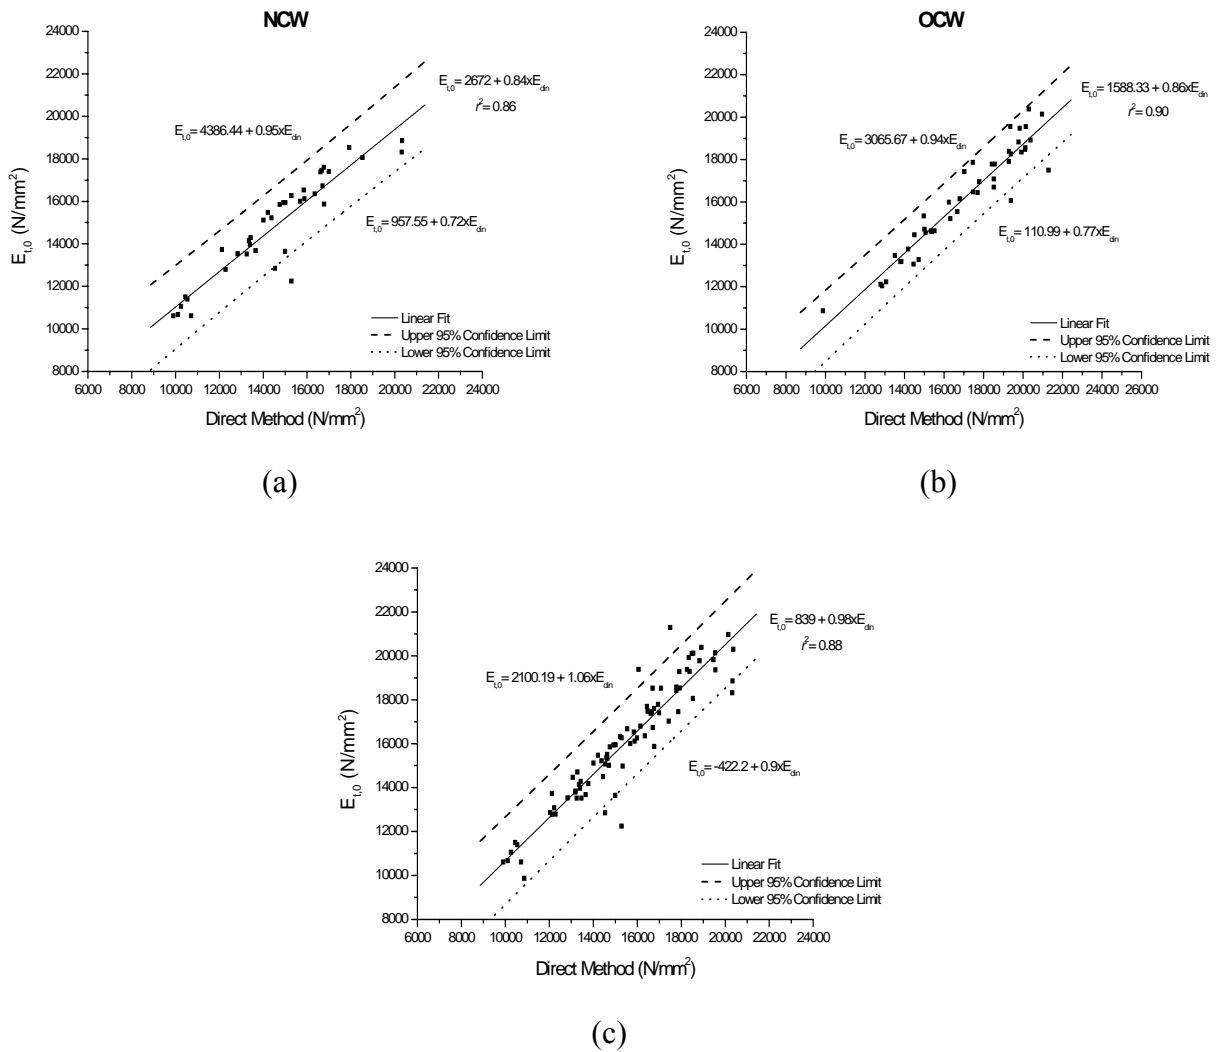 NCW
24000
22000
20000
18000
16000
14000
12000
10000
8000
E_t,0 (N/mm²)
E_t,0= 2672 + 0.84xE_din
r²= 0.86
E_t,0= 4386.44 + 0.95xE_din
E_t,0= 957.55 + 0.72xE_din
Linear Fit
Upper 95% Confidence Limit
Lower 95% Confidence Limit
6000 8000 10000 12000 14000 16000 18000 20000 22000 24000
Direct Method (N/mm²)
(a)
OCW
24000
22000
20000
18000
16000
14000
12000
10000
8000
E_t,0 (N/mm²)
E_t,0= 1588.33 + 0.86xE_din
r²= 0.90
E_t,0= 3065.67 + 0.94xE_din
E_t,0= 110.99 + 0.77xE_din
Linear Fit
Upper 95% Confidence Limit
Lower 95% Confidence Limit
6000 8000 10000 12000 14000 16000 18000 20000 22000 24000 26000
Direct Method (N/mm²)
(b)
24000
22000
20000
18000
16000
14000
12000
10000
8000
E_t,0 (N/mm²)
E_t,0= 839 + 0.98xE_din
r²= 0.88
E_t,0= 2100.19 + 1.06xE_din
E_t,0= -422.2 + 0.9xE_din
Linear Fit
Upper 95% Confidence Limit
Lower 95% Confidence Limit
6000 8000 10000 12000 14000 16000 18000 20000 22000 24000
Direct Method (N/mm²)
(c)